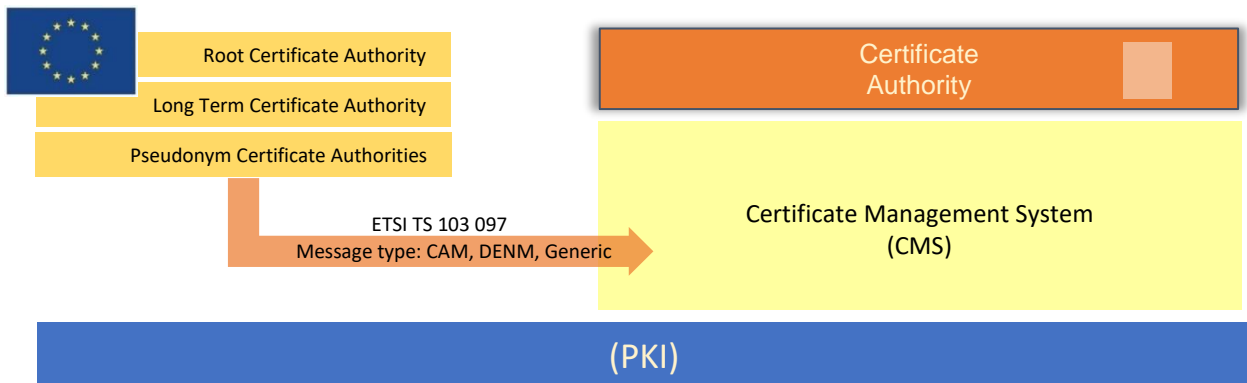 Root Certificate Authority
Long Term Certificate Authority
Pseudonym Certificate Authorities
ETSI TS 103 097
Message type: CAM, DENM, Generic
Certificate
Authority
Certificate Management System
(CMS)
(PKI)